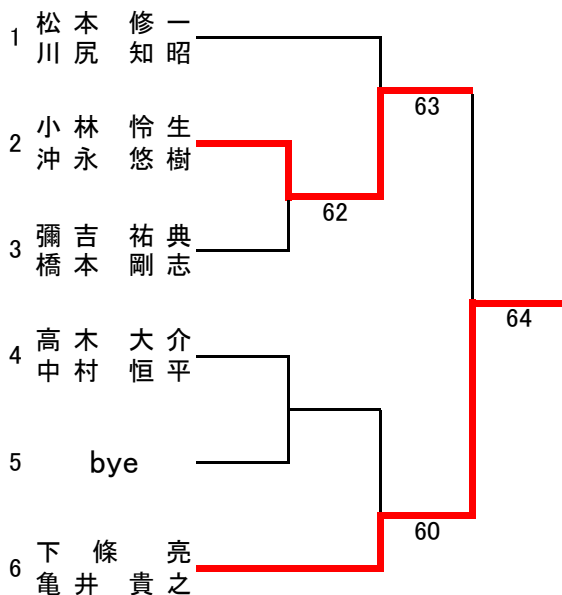 1 松本 修一
川尻 知昭
63
2 小林 怜生
沖永 悠樹
62
3 彌吉 祐典
橋本 剛志
64
4 高木 大介
中村 恒平
5 bye
60
6 下條 亮
亀井 貴之